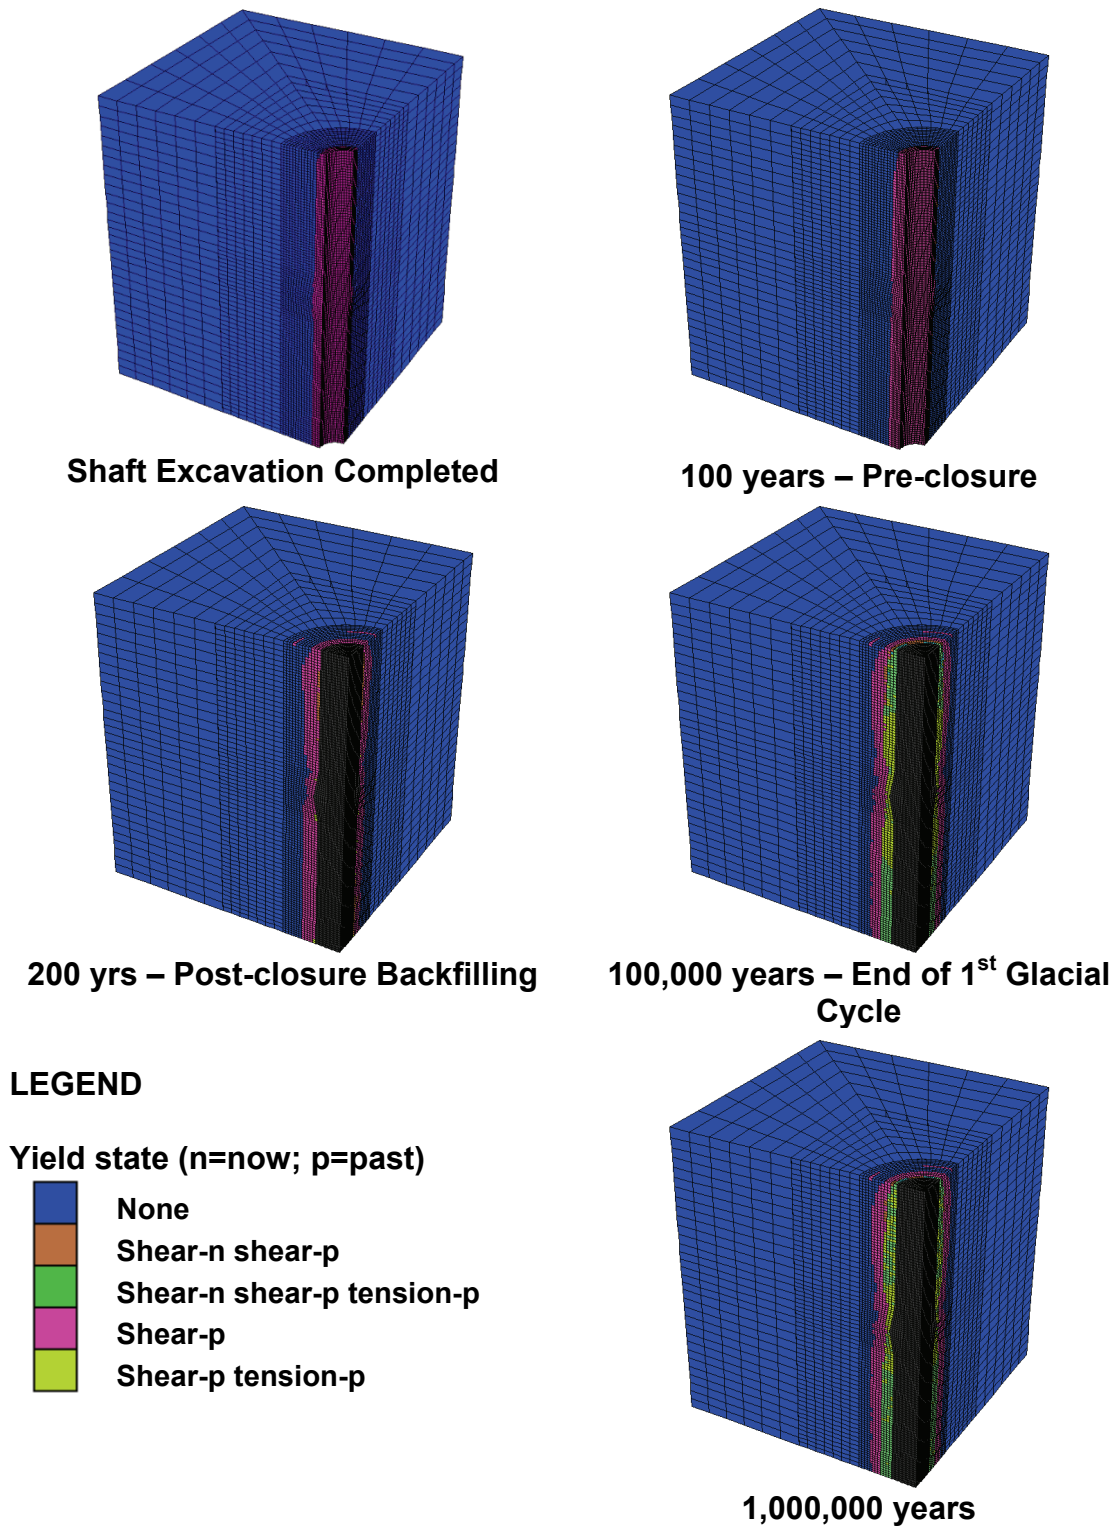 Shaft Excavation Completed
100 years – Pre-closure
200 yrs – Post-closure Backfilling
100,000 years – End of 1st Glacial
Cycle
LEGEND
Yield state (n=now; p=past)
None
Shear-n shear-p
Shear-n shear-p tension-p
Shear-p
Shear-p tension-p
1,000,000 years